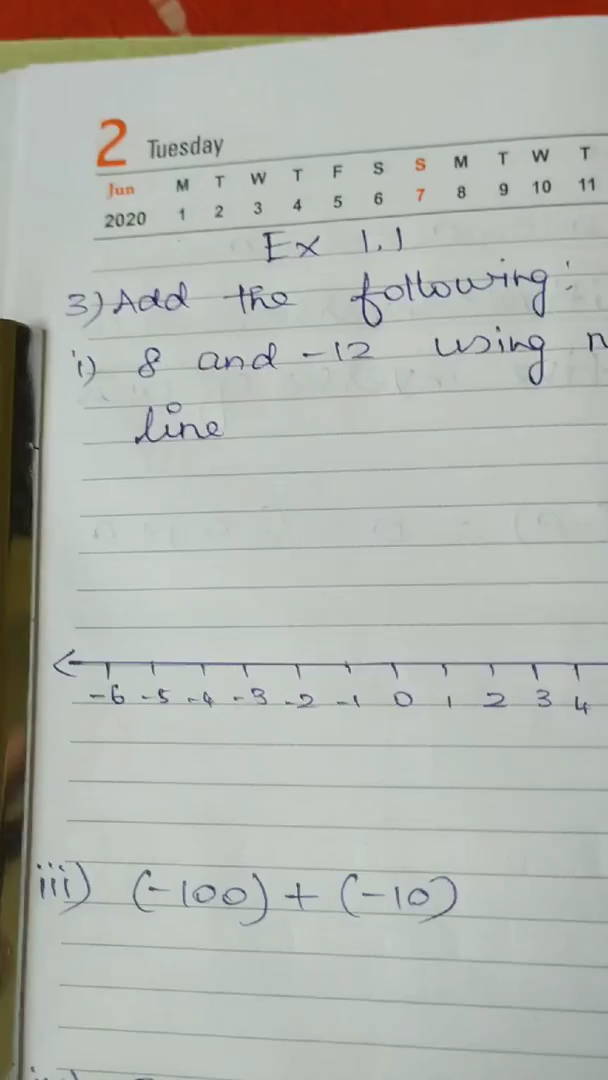 2 Tuesday
Jun M T W T F S S M T W T
2020 1 2 3 4 5 6 7 8 9 10 11
Ex 1.1
3) Add the following:
i) 8 and -12 using
line
-6 -5 -4 -3 -2 -1 0 1 2 3 4
iii) (-100) + (-10)